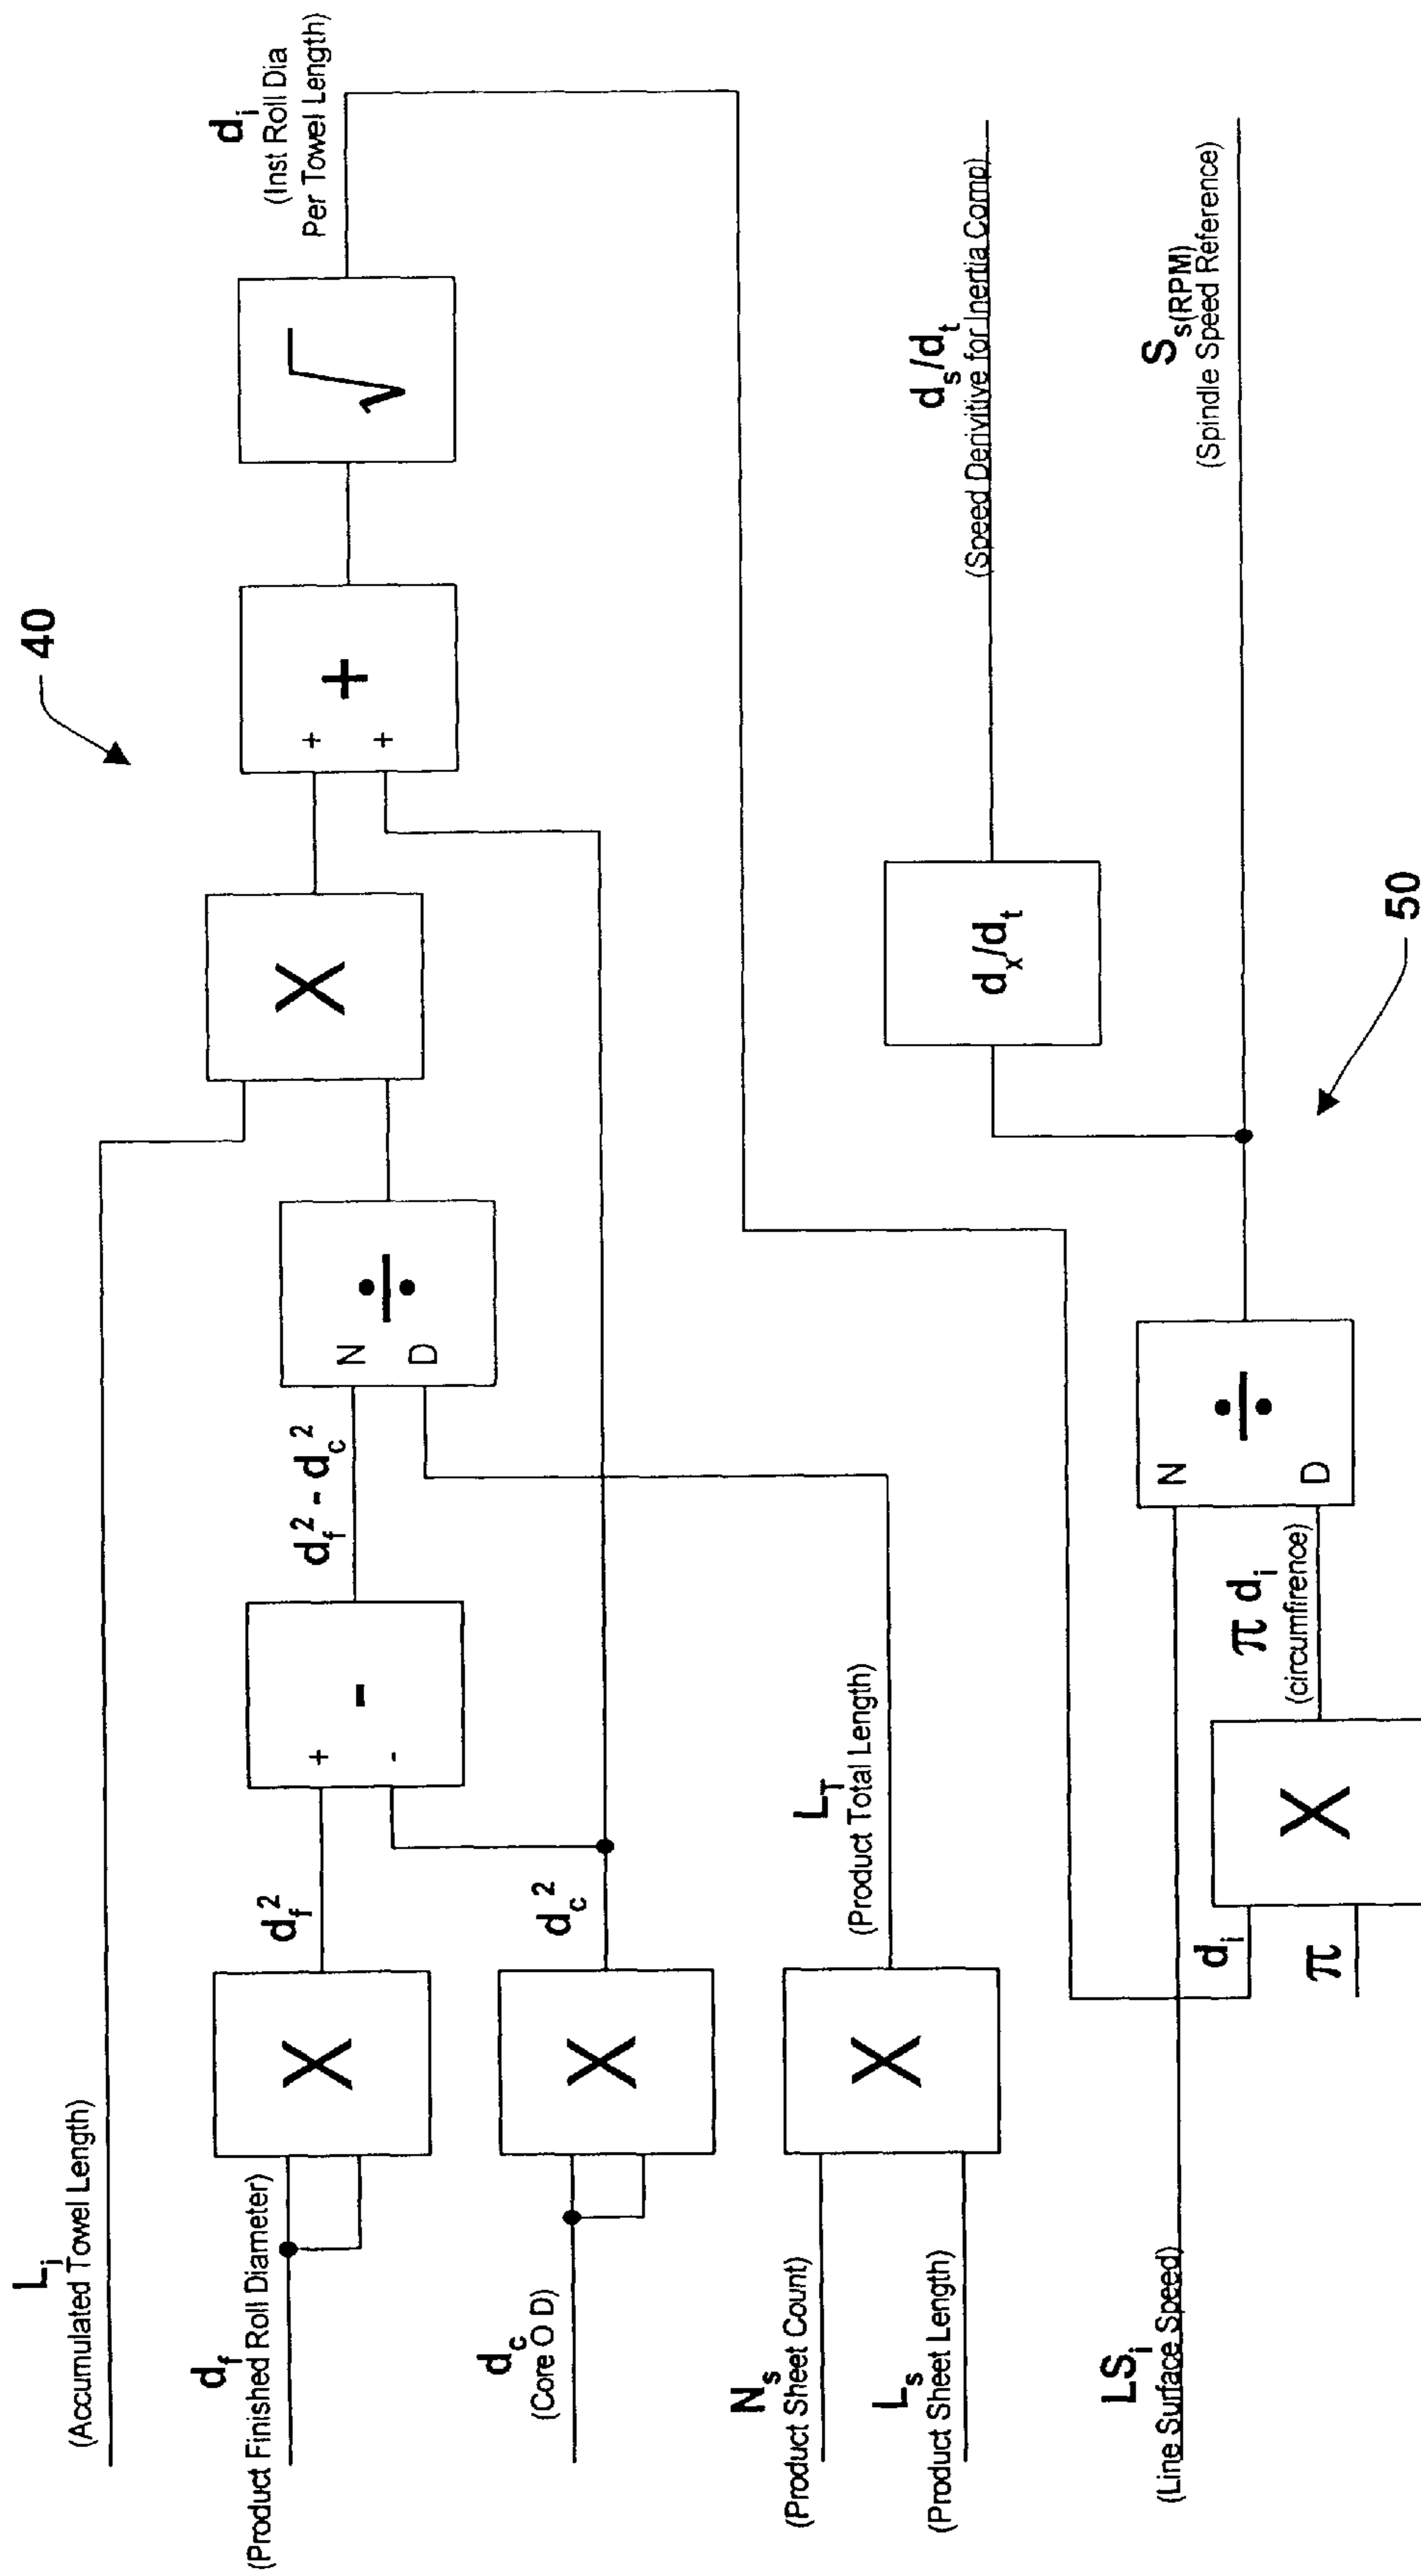 40
L_i
(Accumulated Towel Length)
d_f
(Product Finished Roll Diameter)
X
d_f^2
+
-
-
d_f^2 - d_c^2
N
D
÷
X
+
+
+
√
d_i
(Inst Roll Dia
Per Towel Length)
d_c
(Core O D)
X
d_c^2
N_s
(Product Sheet Count)
L_s
(Product Sheet Length)
X
L_T
(Product Total Length)
d_x/d_t
d_s/d_t
(Speed Derivitive for Inertia Comp)
LS_i
(Line Surface Speed)
d_i
π
X
π d_i
(circumfirence)
N
D
÷
S_s(RPM)
(Spindle Speed Reference)
50